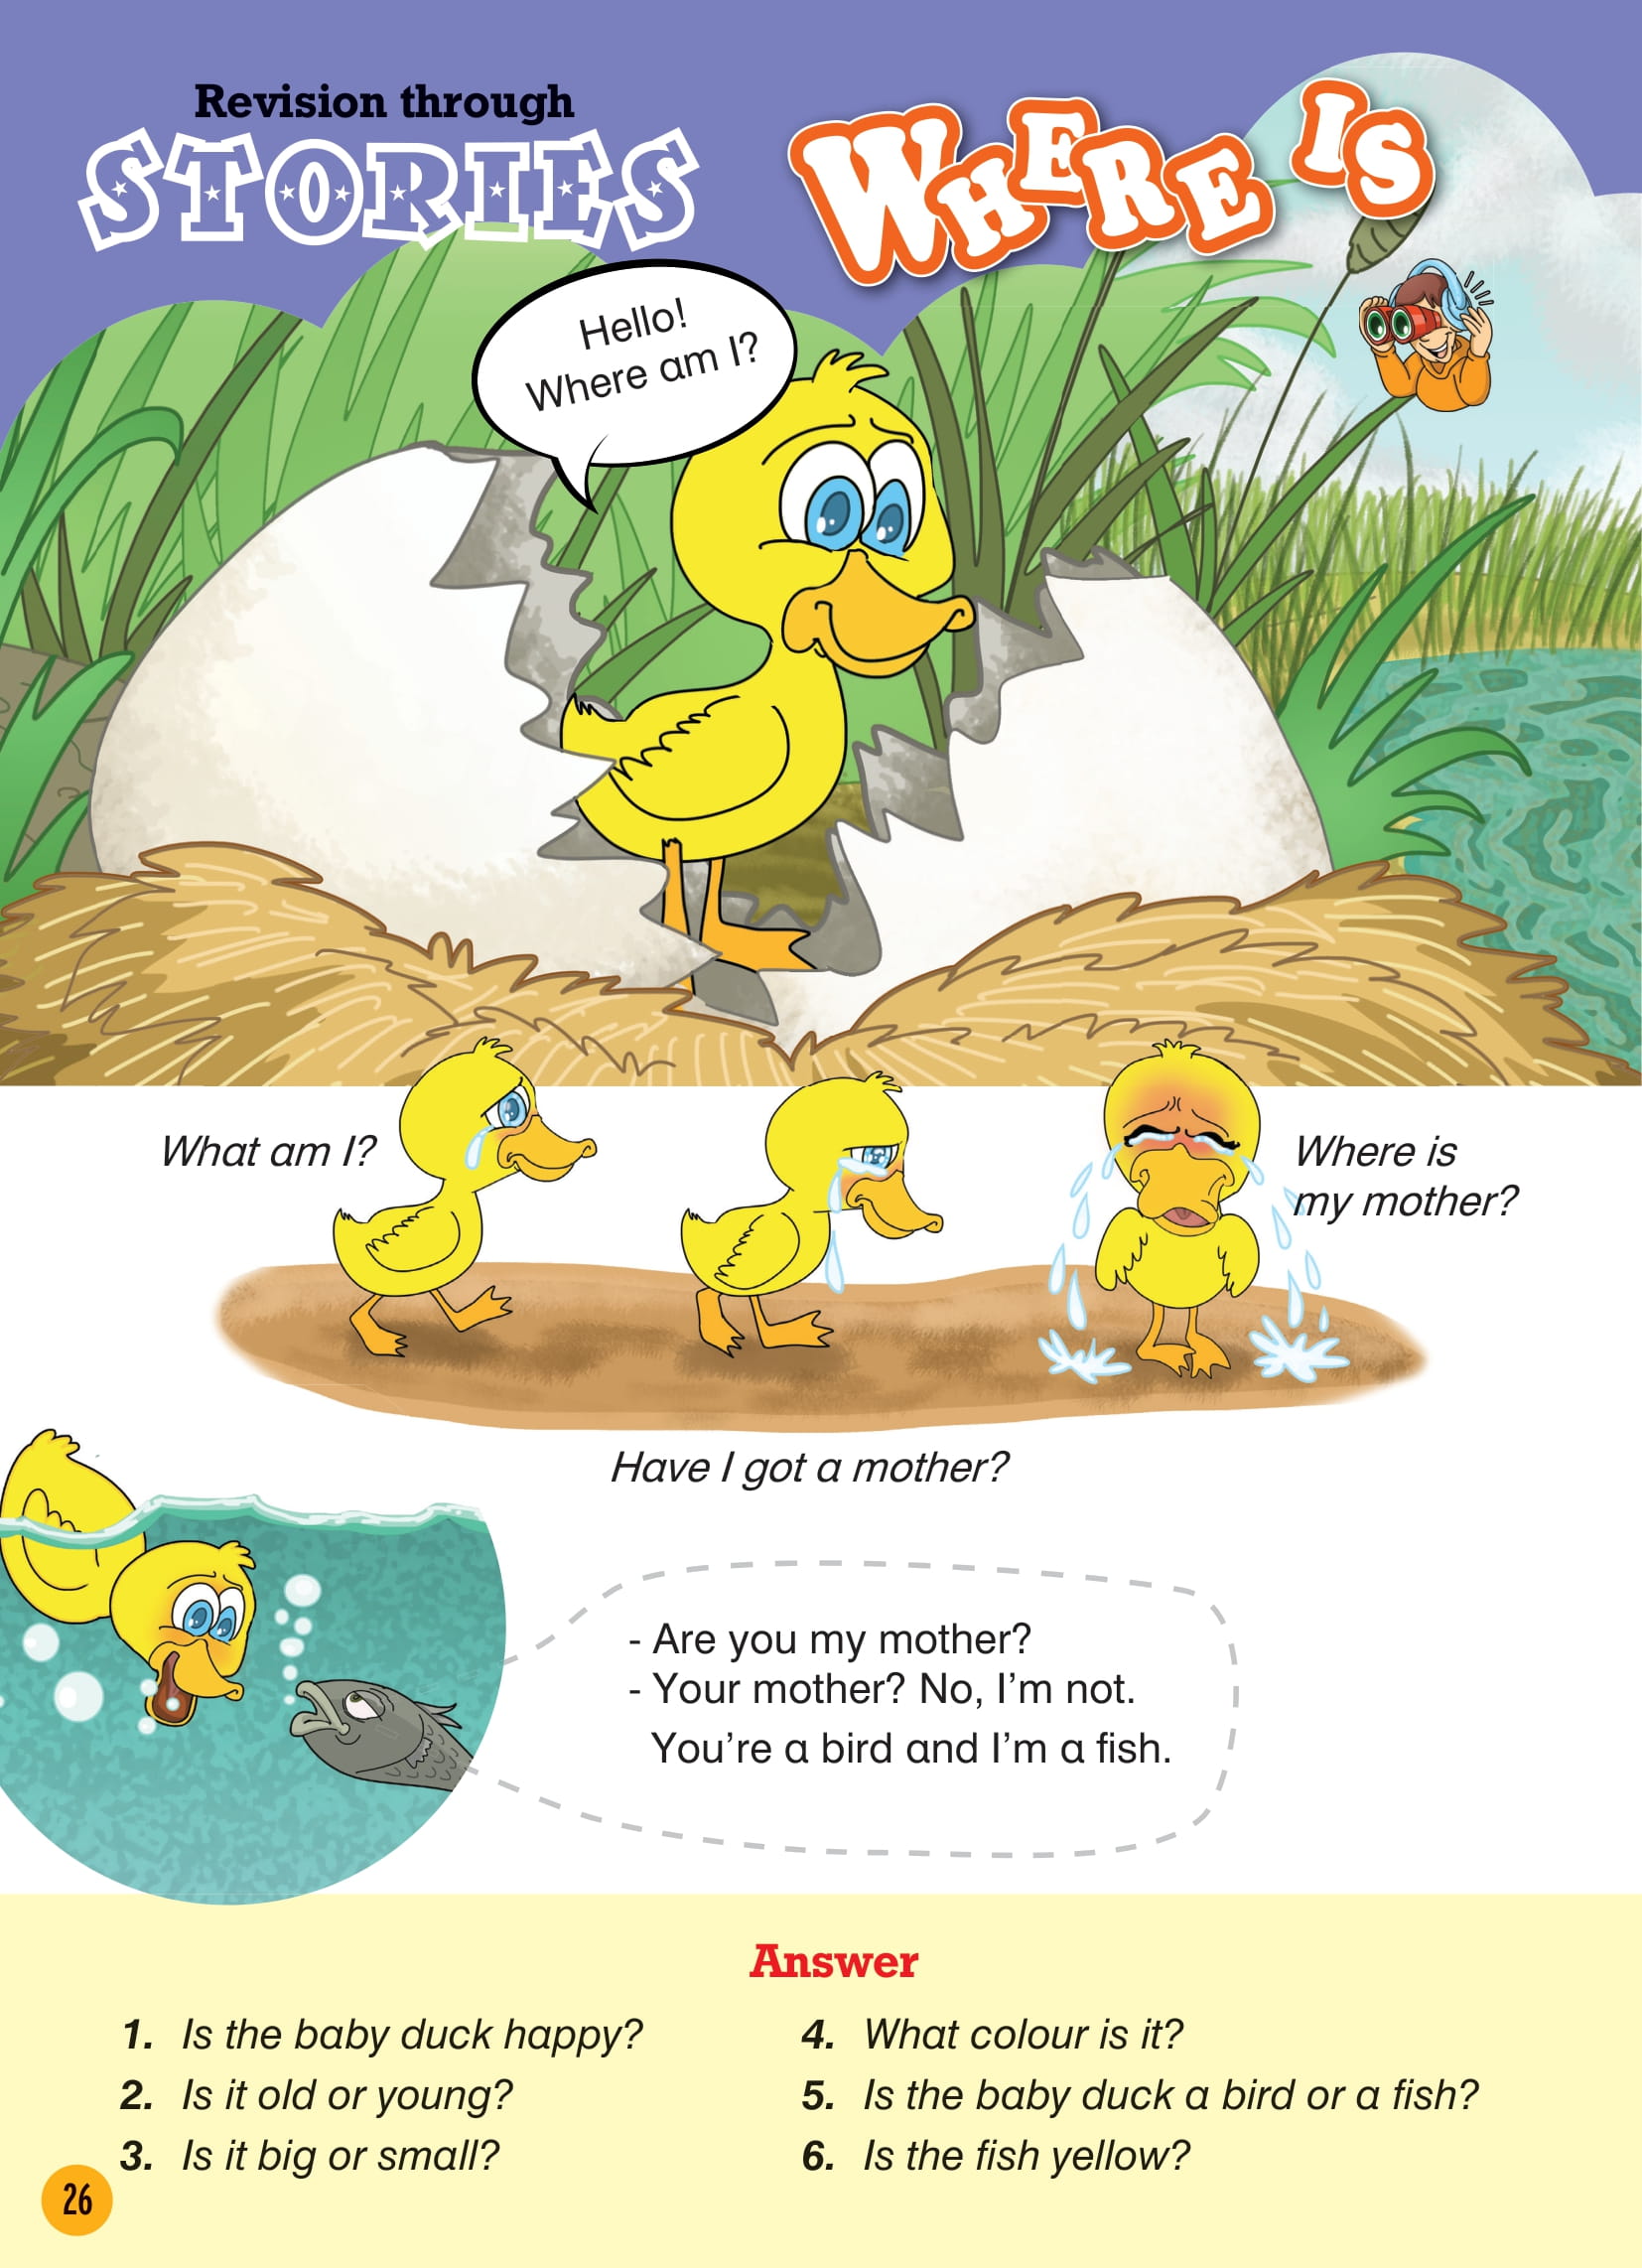 Revision through
STORIES
WHERE IS
Hello!
Where am I?
What am I?
Where is
my mother?
Have I got a mother?
- Are you my mother?
- Your mother? No, I'm not.
You're a bird and I'm a fish.
Answer
1. Is the baby duck happy?
2. Is it old or young?
3. Is it big or small?
4. What colour is it?
5. Is the baby duck a bird or a fish?
6. Is the fish yellow?
26